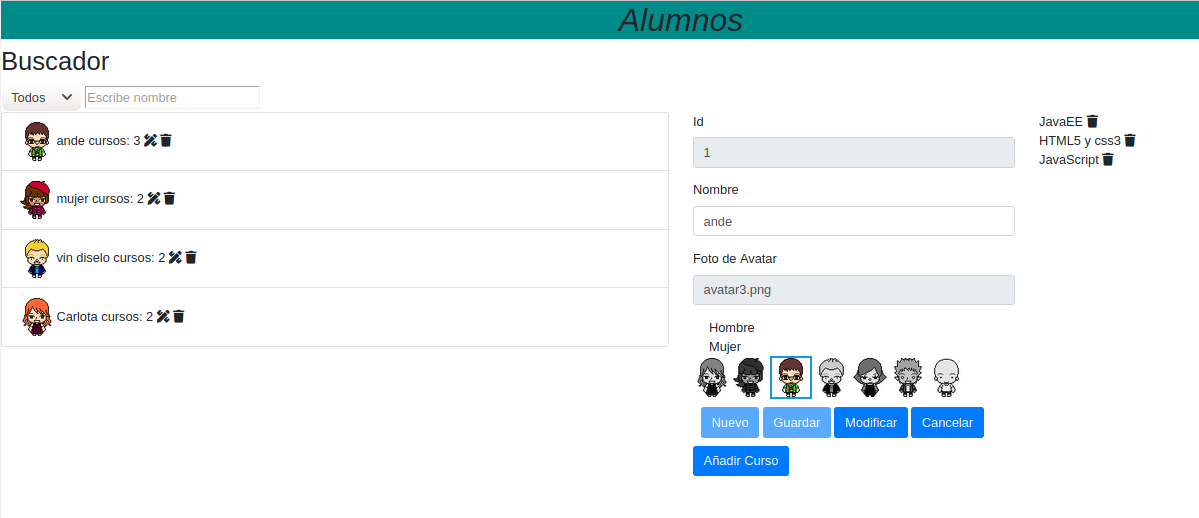 Alumnos
Buscador
Todos
Escribe nombre
ande cursos: 3
mujer cursos: 2
vin diselo cursos: 2
Carlota cursos: 2
Id
1
Nombre
ande
Foto de Avatar
avatar3.png
Hombre
Mujer
Nuevo Guardar Modificar Cancelar
Añadir Curso
JavaEE
HTML5 y css3
JavaScript